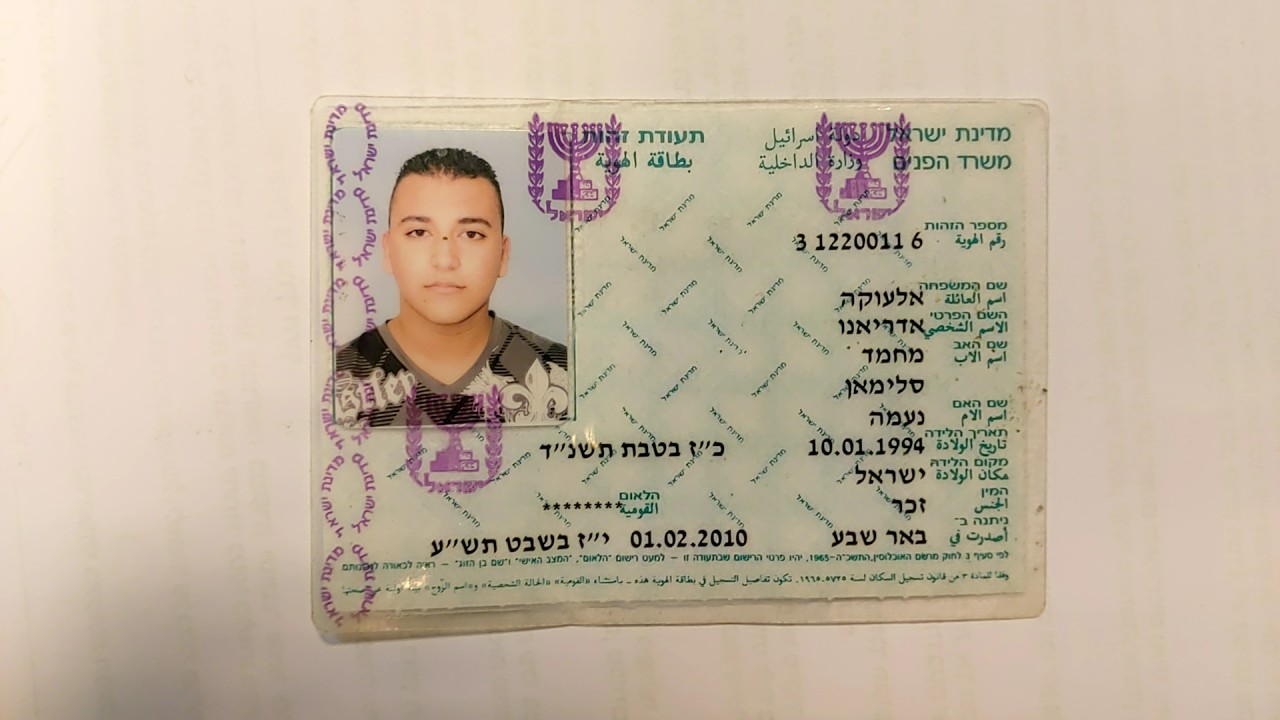 מדינת ישראל دولة اسرائيل תעודת זהות
משרד הפנים وزارة الداخلية بطاقة الهوية
מספר הזהות
رقم الهوية 3 1220011 6
שם המשפחה
اسم العائلة אלעוקה
השם הפרטי
الاسم الشخصي אדריאנו
שם האב
اسم الاب מחמד
סלימאן
שם האם
اسم الام נעמה
תאריך הלידה
تاريخ الولادة 10.01.1994 כ״ז בטבת תשנ״ד
מקום הלידה
مكان الولادة ישראל
המין
الجنس זכר
הלאום
القومية ********
ניתנה ב־
أصدرت في באר שבע 01.02.2010 י״ז בשבט תש״ע
לפי סעיף 3 לחוק מרשם האוכלוסין,התשכ״ה-1965, יהיו פרטי הרישום שבתעודה זו – למעט רישום "הלאום", "המצב האישי" ו"שם בן הזוג" – ראיה לכאורה לנכונותם
وفقا للمادة ٣ من قانون تسجيل السكان لسنة ٥٧٢٥-١٩٦٥، تكون تفاصيل التسجيل في بطاقة الهوية هذه – باستثناء «القومية» «الحالة الشخصية» و«اسم الزوج»
מדינת ישראל
ישראל
Stley